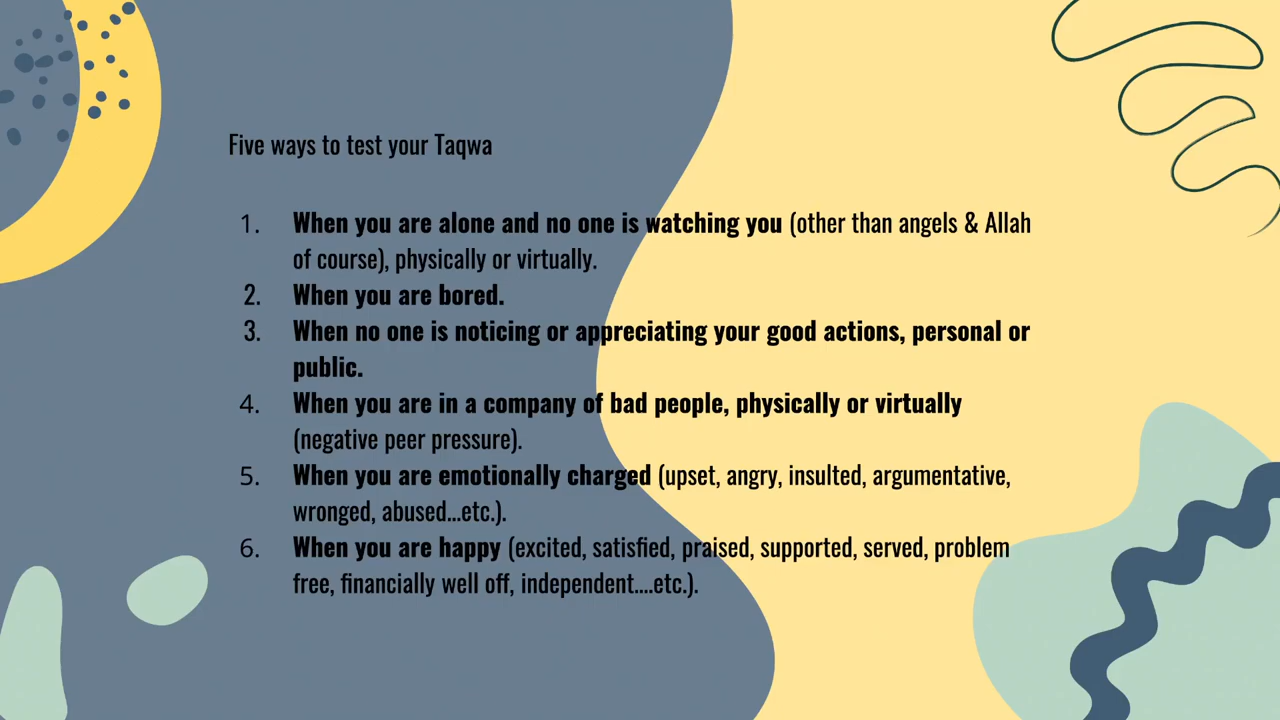 Five ways to test your Taqwa
1. When you are alone and no one is watching you (other than angels & Allah
of course), physically or virtually.
2. When you are bored.
3. When no one is noticing or appreciating your good actions, personal or
public.
4. When you are in a company of bad people, physically or virtually
(negative peer pressure).
5. When you are emotionally charged (upset, angry, insulted, argumentative,
wronged, abused...etc.).
6. When you are happy (excited, satisfied, praised, supported, served, problem
free, financially well off, independent....etc.).